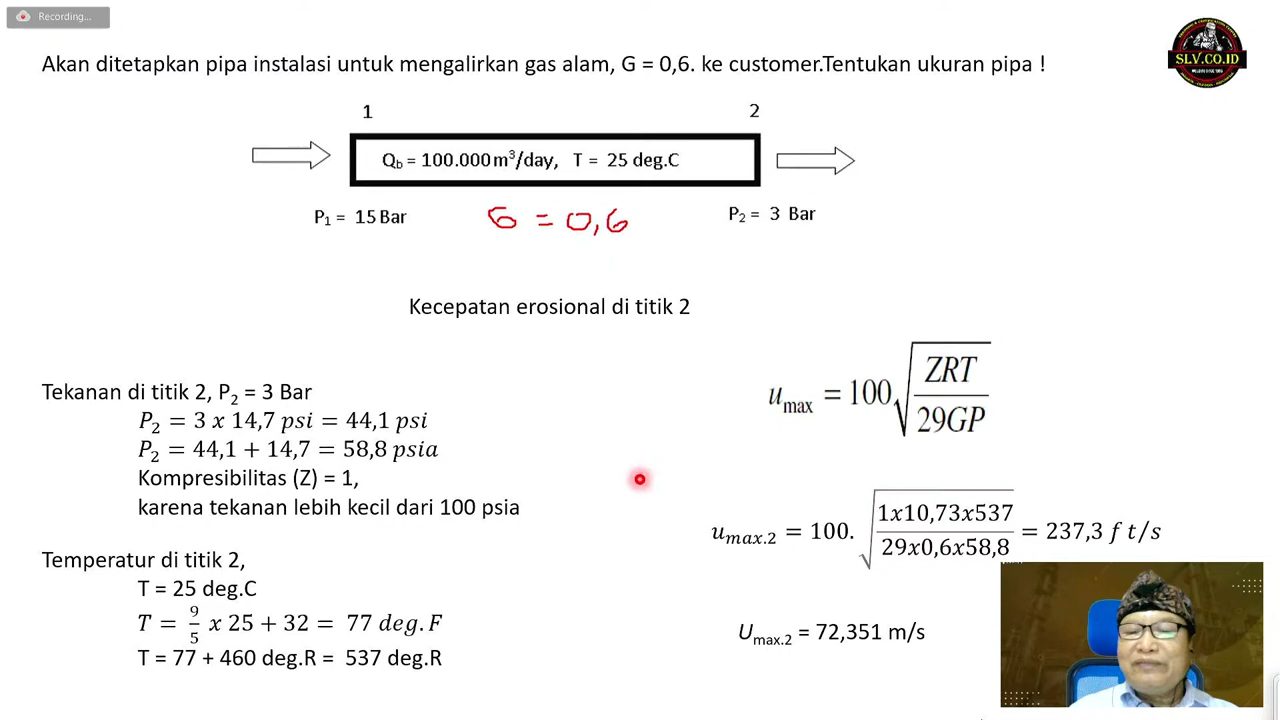 Recording...
SLV.CO.ID
Akan ditetapkan pipa instalasi untuk mengalirkan gas alam, G = 0,6. ke customer.Tentukan ukuran pipa !
1
2
Qb = 100.000 m³/day, T = 25 deg.C
P₁ = 15 Bar
G = 0,6
P₂ = 3 Bar
Kecepatan erosional di titik 2
Tekanan di titik 2, P₂ = 3 Bar
P₂ = 3 x 14,7 psi = 44,1 psi
P₂ = 44,1 + 14,7 = 58,8 psia
Kompresibilitas (Z) = 1,
karena tekanan lebih kecil dari 100 psia
Temperatur di titik 2,
T = 25 deg.C
T = 9/5 x 25 + 32 = 77 deg.F
T = 77 + 460 deg.R = 537 deg.R
umax = 100√(ZRT/29GP)
umax.2 = 100.√(1x10,73x537/29x0,6x58,8) = 237,3 f t/s
Umax.2 = 72,351 m/s